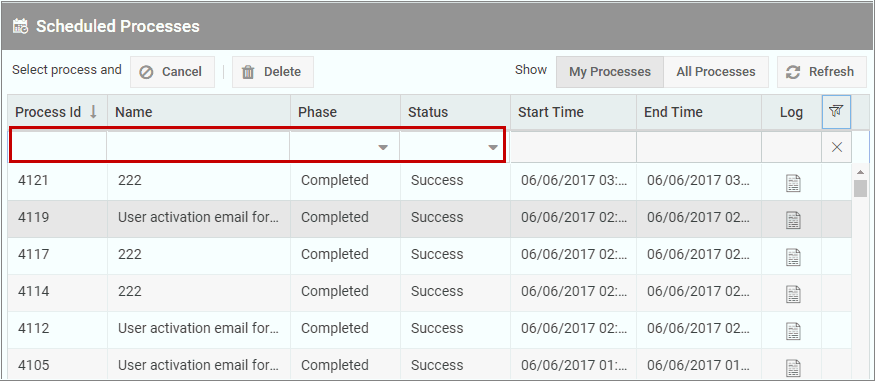 Scheduled Processes
Select process and Cancel Delete Show My Processes All Processes Refresh
Process Id Name Phase Status Start Time End Time Log
4121 222 Completed Success 06/06/2017 03:... 06/06/2017 03...
4119 User activation email for... Completed Success 06/06/2017 02:... 06/06/2017 02...
4117 222 Completed Success 06/06/2017 02:... 06/06/2017 02...
4114 222 Completed Success 06/06/2017 02:... 06/06/2017 02...
4112 User activation email for... Completed Success 06/06/2017 02:... 06/06/2017 02...
4105 User activation email for... Completed Success 06/06/2017 01:... 06/06/2017 01...